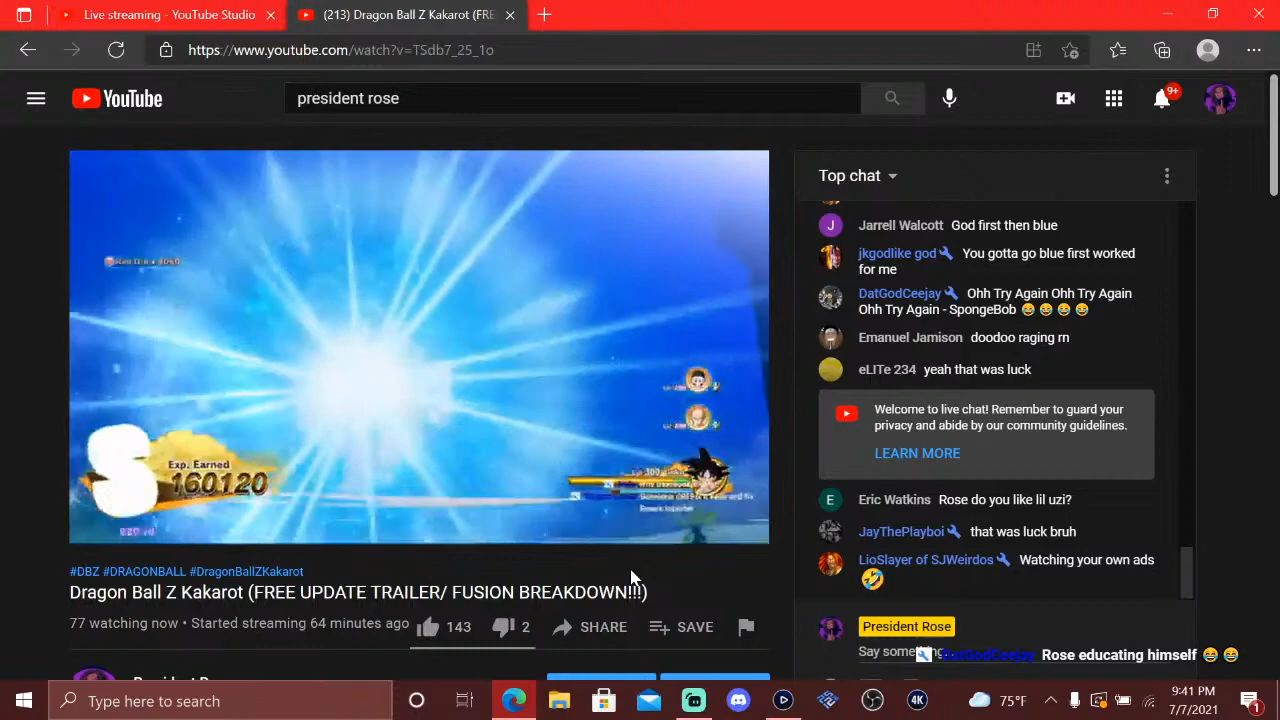 Live streaming - YouTube Studio
(213) Dragon Ball Z Kakarot (FRE
https://www.youtube.com/watch?v=TSdb7_25_1o
YouTube
president rose
9+
Top chat
Jarrell Walcott God first then blue
jkgodlike god You gotta go blue first worked
for me
DatGodCeejay Ohh Try Again Ohh Try Again
Ohh Try Again - SpongeBob 😂 😂 😂 😂
Emanuel Jamison doodoo raging rn
eLITe 234 yeah that was luck
Welcome to live chat! Remember to guard your
privacy and abide by our community guidelines.
LEARN MORE
Eric Watkins Rose do you like lil uzi?
JayThePlayboi that was luck bruh
LioSlayer of SJWeirdos Watching your own ads
🤣
President Rose
DatGodCeejay Rose educating himself 😂 😂
S
Exp. Earned
160120
#DBZ #DRAGONBALL #DragonBallZKakarot
Dragon Ball Z Kakarot (FREE UPDATE TRAILER/ FUSION BREAKDOWN!!!)
77 watching now • Started streaming 64 minutes ago
143
2
SHARE
SAVE
Type here to search
4K
75°F
9:41 PM
7/7/2021
1